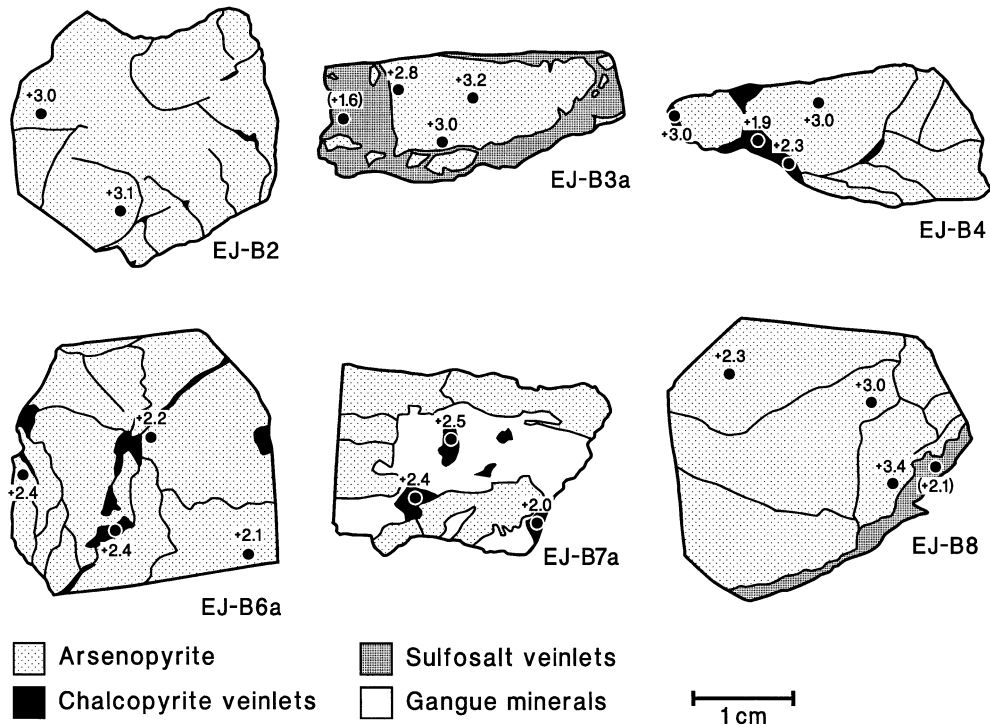 +3.0
+3.1
EJ-B2
+2.8
+3.2
(+1.6)
+3.0
EJ-B3a
+3.0
+1.9
+3.0
+2.3
EJ-B4
+2.2
+2.4
+2.4
+2.1
EJ-B6a
+2.5
+2.4
+2.0
EJ-B7a
+2.3
+3.0
+3.4
(+2.1)
EJ-B8
Arsenopyrite
Chalcopyrite veinlets
Sulfosalt veinlets
Gangue minerals
1 cm